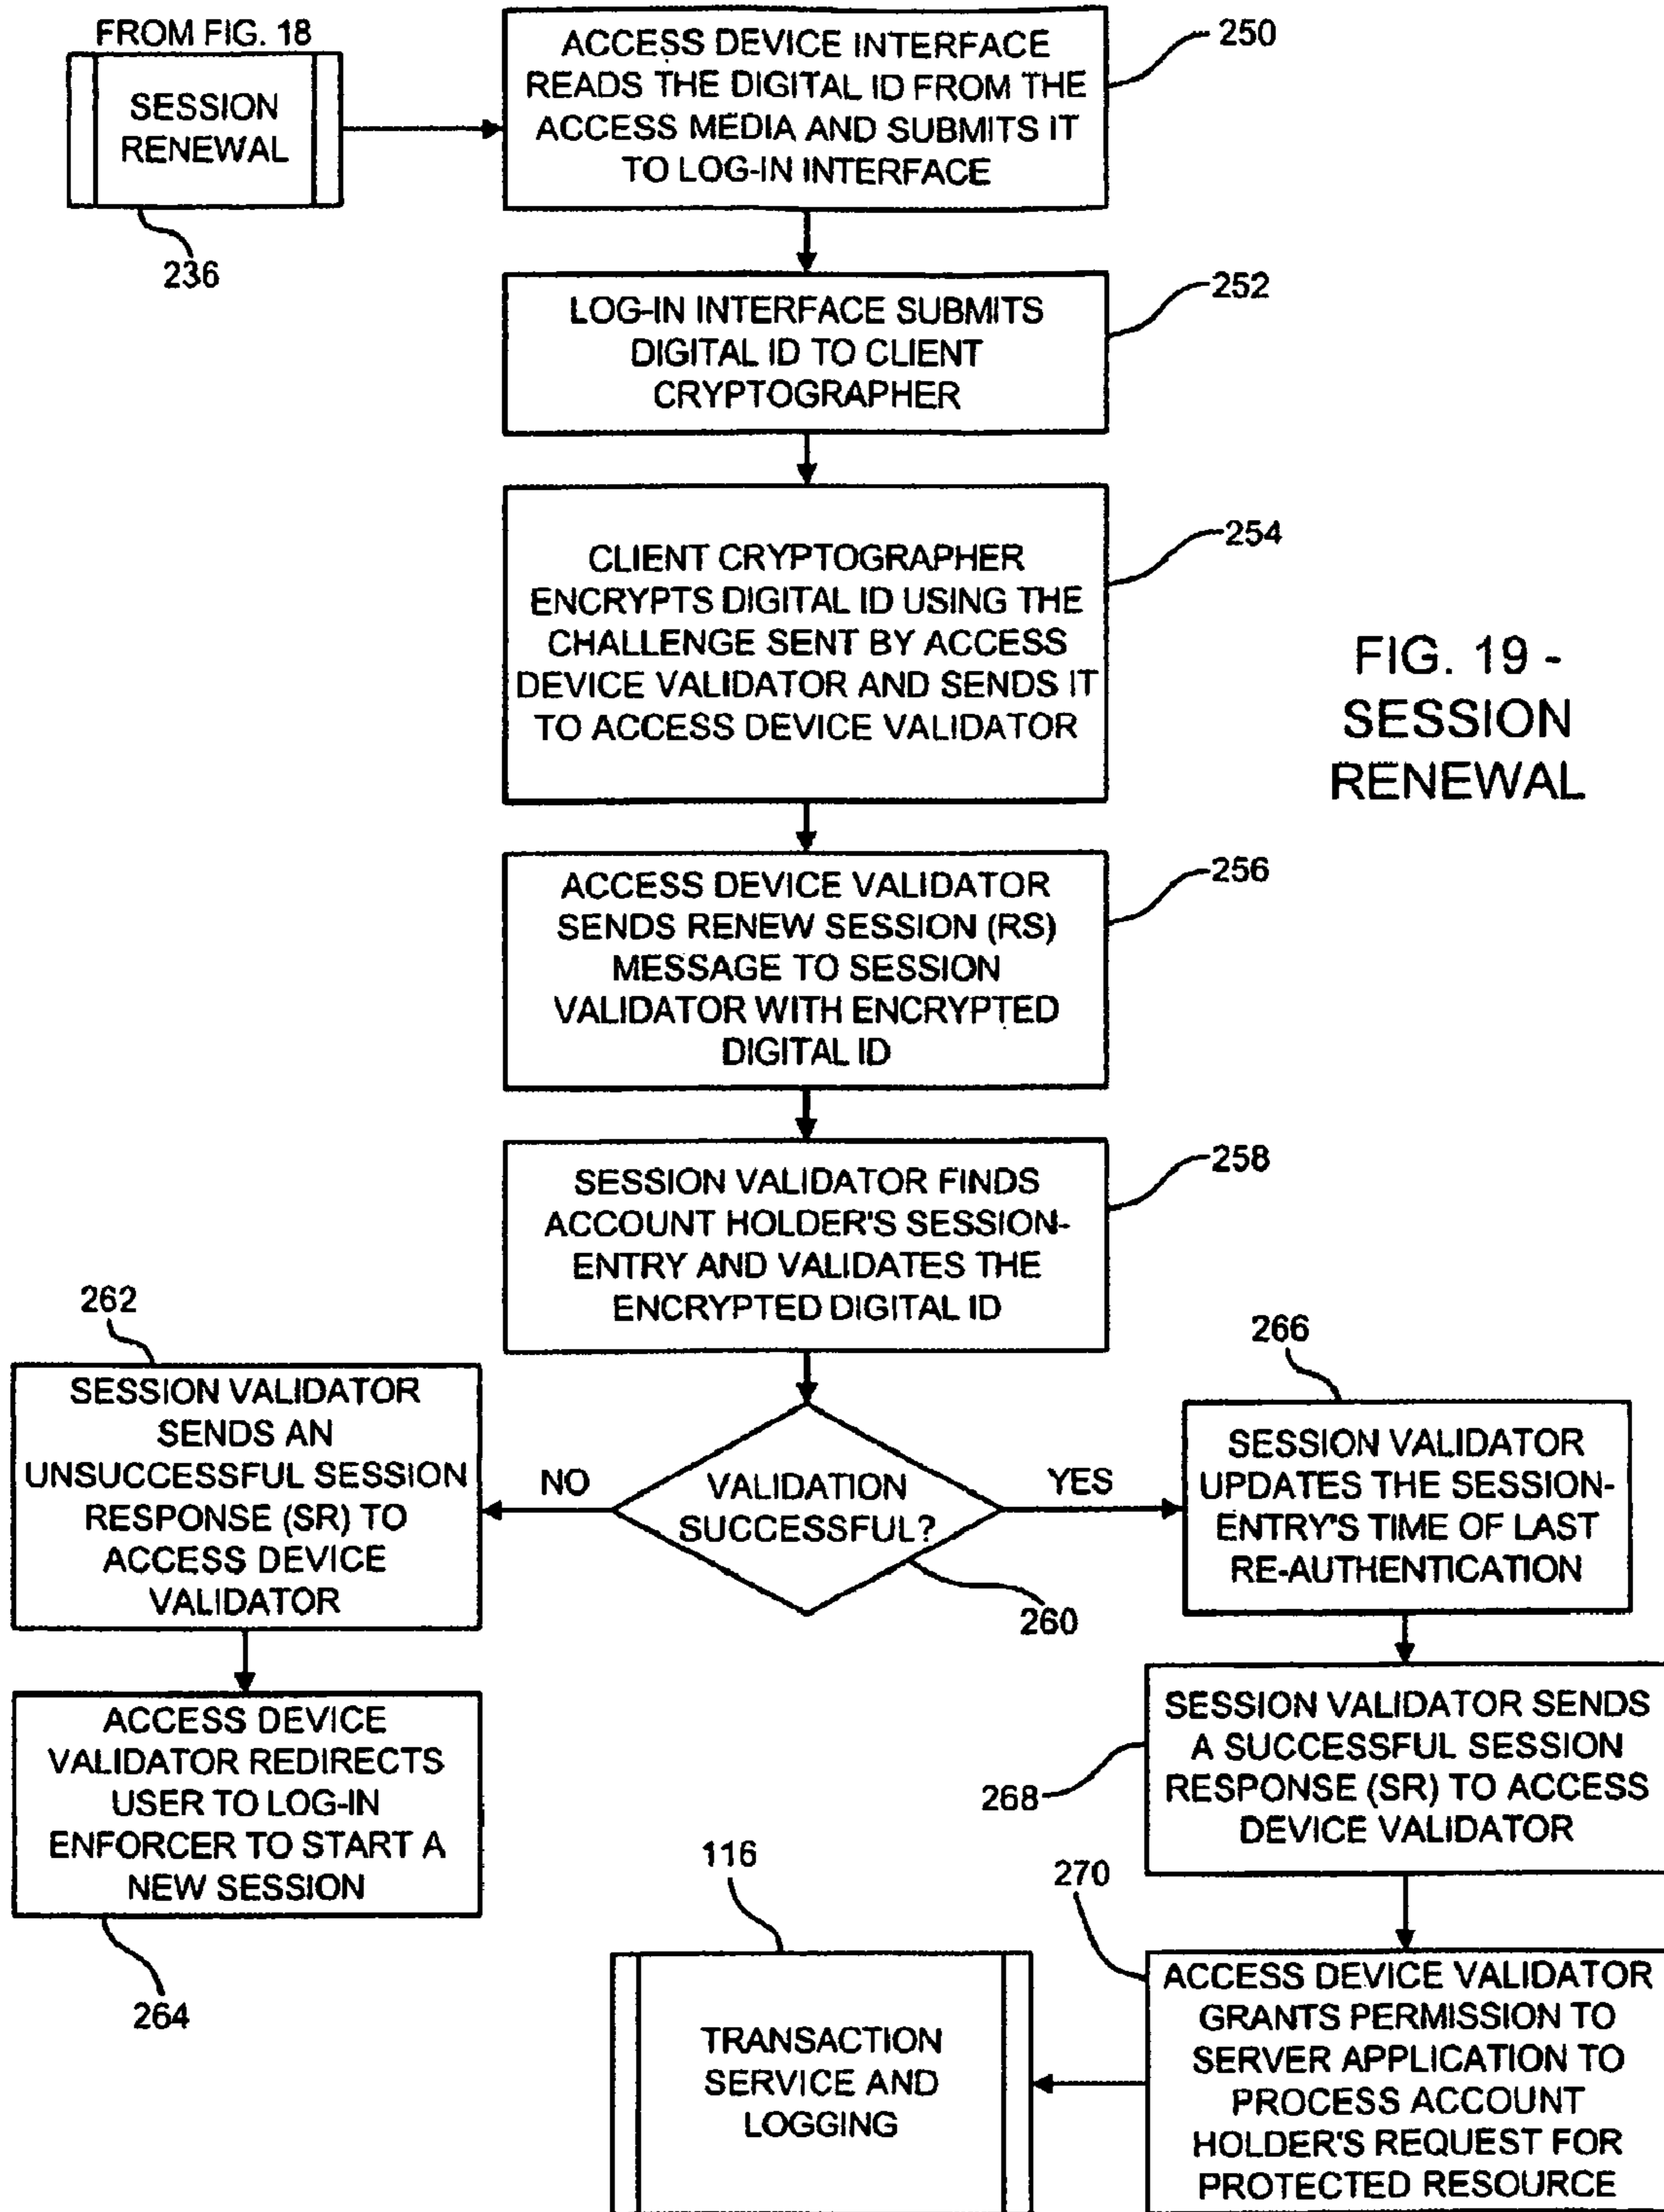 FROM FIG. 18
SESSION
RENEWAL
236
ACCESS DEVICE INTERFACE
READS THE DIGITAL ID FROM THE
ACCESS MEDIA AND SUBMITS IT
TO LOG-IN INTERFACE
250
LOG-IN INTERFACE SUBMITS
DIGITAL ID TO CLIENT
CRYPTOGRAPHER
252
CLIENT CRYPTOGRAPHER
ENCRYPTS DIGITAL ID USING THE
CHALLENGE SENT BY ACCESS
DEVICE VALIDATOR AND SENDS IT
TO ACCESS DEVICE VALIDATOR
254
FIG. 19 -
SESSION
RENEWAL
ACCESS DEVICE VALIDATOR
SENDS RENEW SESSION (RS)
MESSAGE TO SESSION
VALIDATOR WITH ENCRYPTED
DIGITAL ID
256
SESSION VALIDATOR FINDS
ACCOUNT HOLDER'S SESSION-
ENTRY AND VALIDATES THE
ENCRYPTED DIGITAL ID
258
VALIDATION
SUCCESSFUL?
260
NO
YES
262
SESSION VALIDATOR
SENDS AN
UNSUCCESSFUL SESSION
RESPONSE (SR) TO
ACCESS DEVICE
VALIDATOR
ACCESS DEVICE
VALIDATOR REDIRECTS
USER TO LOG-IN
ENFORCER TO START A
NEW SESSION
264
266
SESSION VALIDATOR
UPDATES THE SESSION-
ENTRY'S TIME OF LAST
RE-AUTHENTICATION
SESSION VALIDATOR SENDS
A SUCCESSFUL SESSION
RESPONSE (SR) TO ACCESS
DEVICE VALIDATOR
268
270
ACCESS DEVICE VALIDATOR
GRANTS PERMISSION TO
SERVER APPLICATION TO
PROCESS ACCOUNT
HOLDER'S REQUEST FOR
PROTECTED RESOURCE
116
TRANSACTION
SERVICE AND
LOGGING